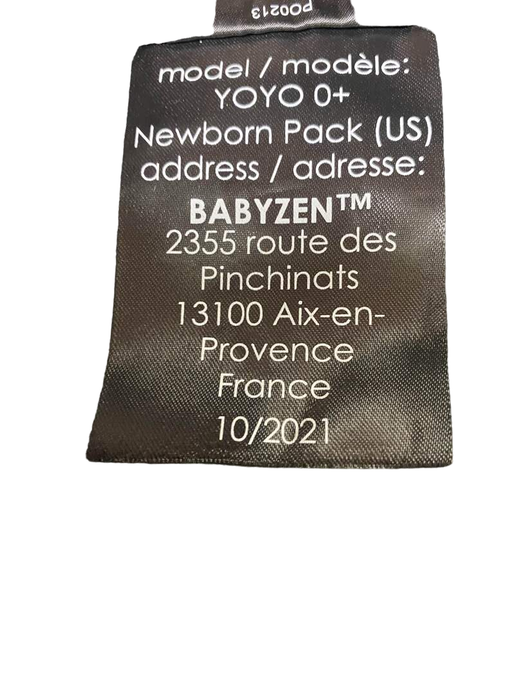 P00213
model / modèle:
YOYO 0+
Newborn Pack (US)
address / adresse:
BABYZEN™
2355 route des
Pinchinats
13100 Aix-en-
Provence
France
10/2021